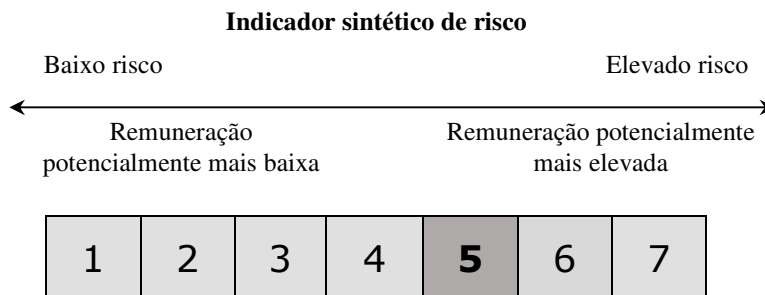 Indicador sintético de risco
Baixo risco Elevado risco
Remuneração potencialmente mais baixa
Remuneração potencialmente mais elevada
1 2 3 4 5 6 7